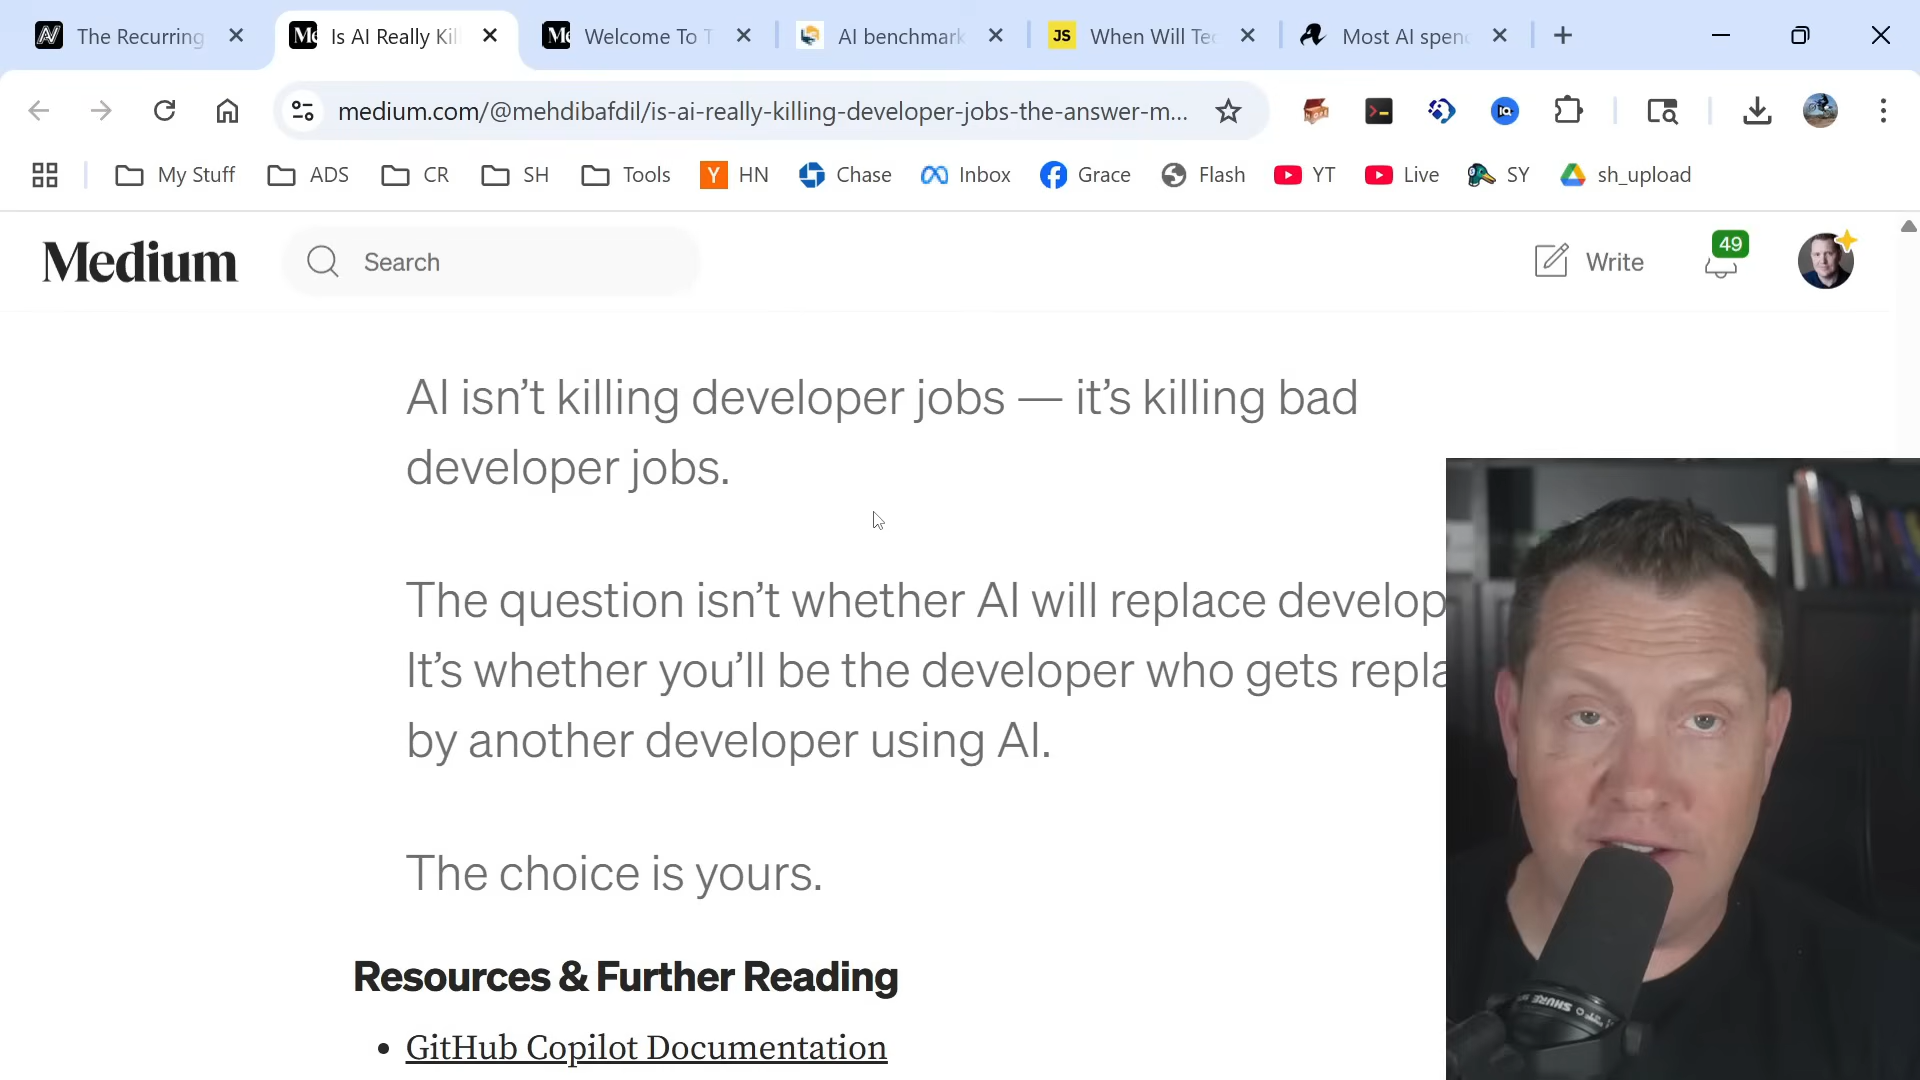 The Recurring
Is AI Really Kil
Welcome To T
AI benchmark
When Will Tec
Most AI spen
medium.com/@mehdibafdil/is-ai-really-killing-developer-jobs-the-answer-m...
My Stuff
ADS
CR
SH
Tools
HN
Chase
Inbox
Grace
Flash
YT
Live
SY
sh_upload
Medium
Search
Write
49
AI isn’t killing developer jobs — it’s killing bad
developer jobs.
The question isn’t whether AI will replace develop
It’s whether you’ll be the developer who gets repla
by another developer using AI.
The choice is yours.
Resources & Further Reading
• GitHub Copilot Documentation
SHURE